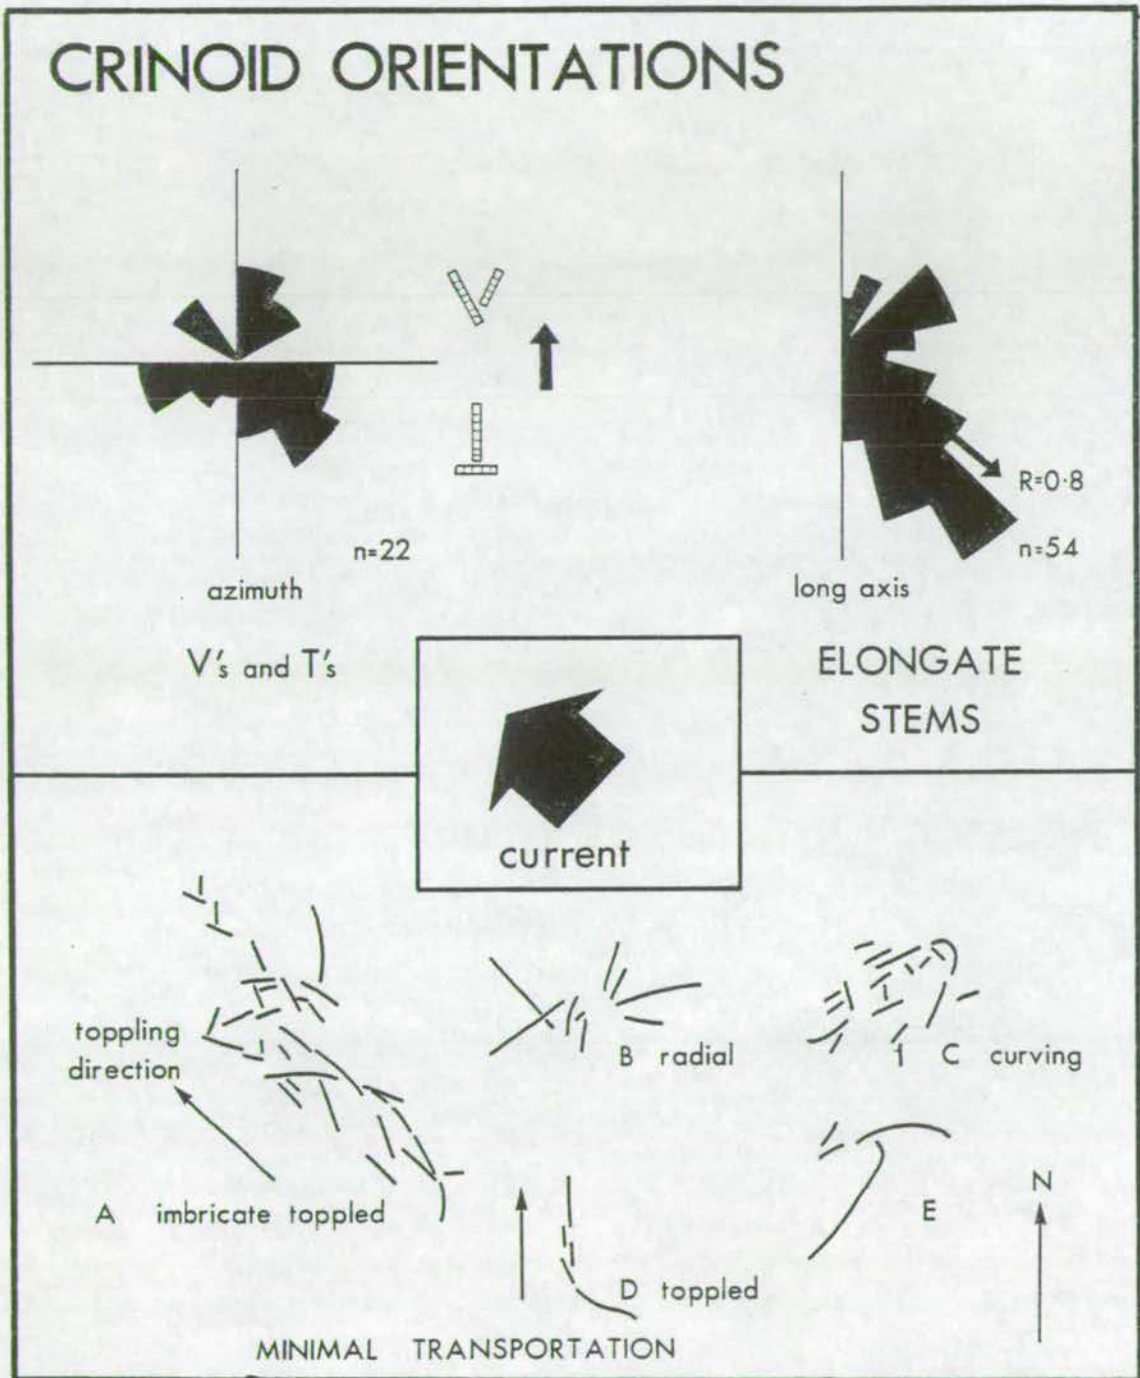 CRINOID ORIENTATIONS
n=22
azimuth
V's and T's
R=0·8
n=54
long axis
ELONGATE
STEMS
current
toppling
direction
A imbricate toppled
B radial
C curving
D toppled
E
N
MINIMAL TRANSPORTATION